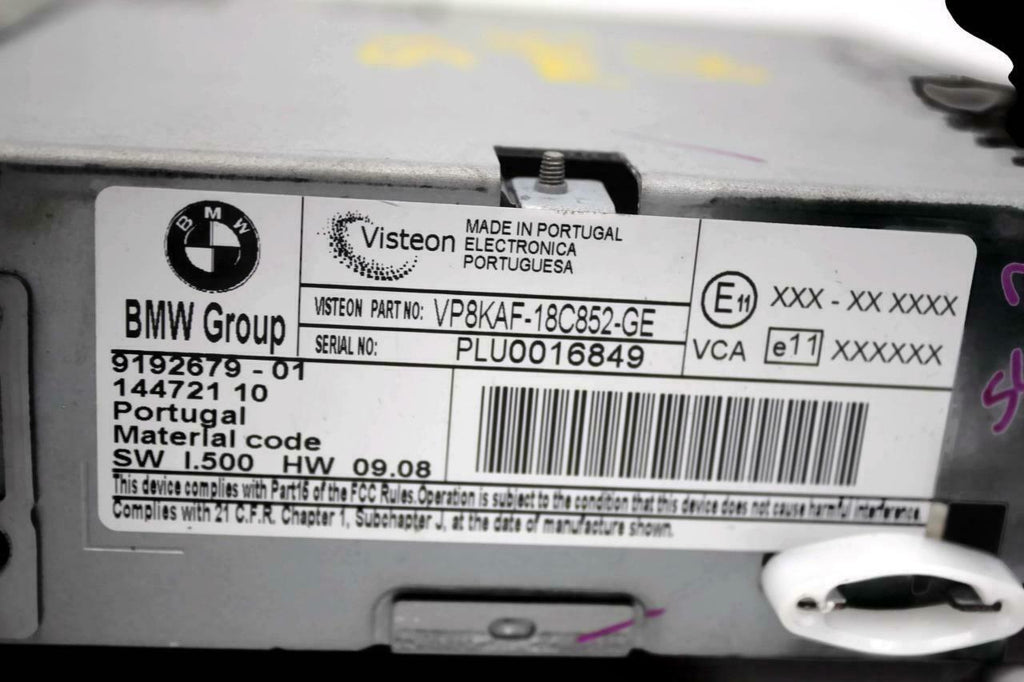 BMW
BMW Group
Visteon
MADE IN PORTUGAL
ELECTRONICA
PORTUGUESA
VISTEON PART NO: VP8KAF-18C852-GE
SERIAL NO: PLU0016849
E11 XXX - XX XXXX
VCA e11 XXXXXX
9192679 - 01
144721 10
Portugal
Material code
SW 1.500 HW 09.08
This device complies with Part16 of the FCC Rules.Operation is subject to the condition that this device does not cause harmful interference.
Complies with 21 C.F.R. Chapter 1, Subchapter J, at the date of manufacture shown.